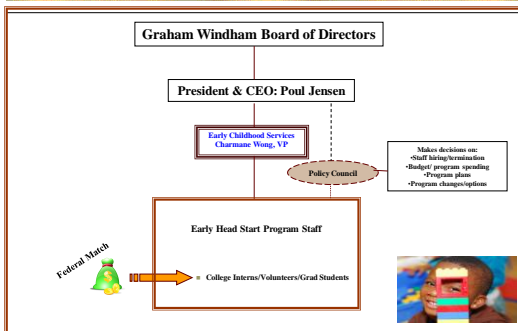 Graham Windham Board of Directors
President & CEO: Poul Jensen
Early Childhood Services
Charmane Wong, VP
Policy Council
Makes decisions on:
•Staff hiring/termination
•Budget/ program spending
•Program plans
•Program changes/options
Early Head Start Program Staff
Federal Match
College Interns/Volunteers/Grad Students